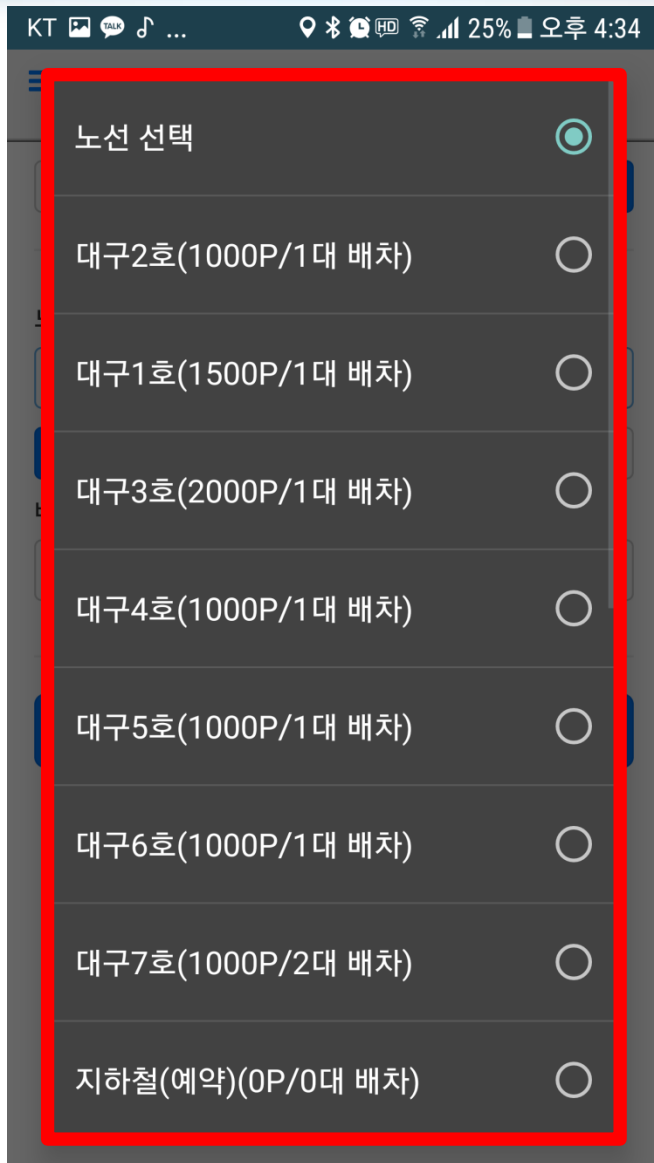 KT TALK ... HD 25% 오후 4:34
노선 선택
대구2호(1000P/1대 배차)
대구1호(1500P/1대 배차)
대구3호(2000P/1대 배차)
대구4호(1000P/1대 배차)
대구5호(1000P/1대 배차)
대구6호(1000P/1대 배차)
대구7호(1000P/2대 배차)
지하철(예약)(0P/0대 배차)